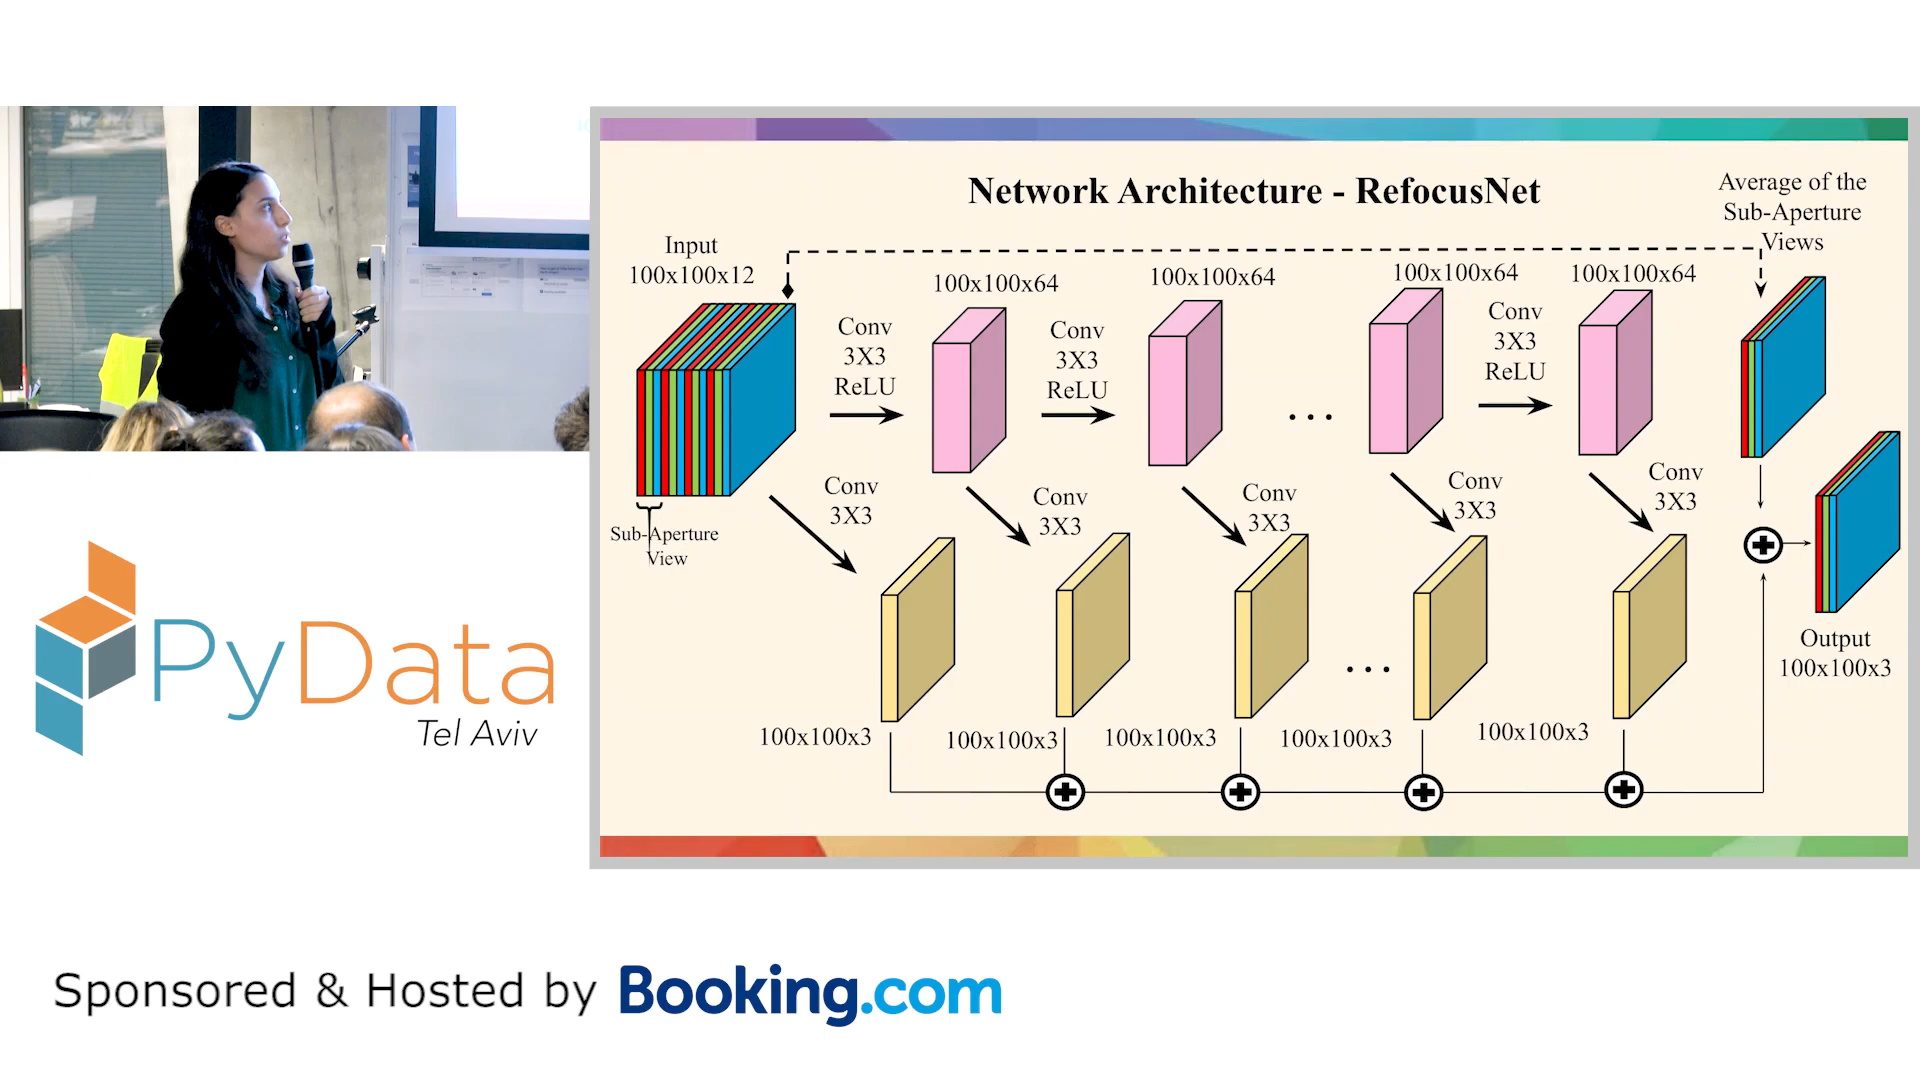 Network Architecture - RefocusNet
Average of the
Sub-Aperture
Views
Input
100x100x12
100x100x64
100x100x64
100x100x64
100x100x64
Conv
3X3
ReLU
Conv
3X3
ReLU
. . .
Conv
3X3
ReLU
Sub-Aperture
View
Conv
3X3
Conv
3X3
Conv
3X3
Conv
3X3
Conv
3X3
. . .
100x100x3
100x100x3
100x100x3
100x100x3
100x100x3
Output
100x100x3
PyData
Tel Aviv
Sponsored & Hosted by Booking.com